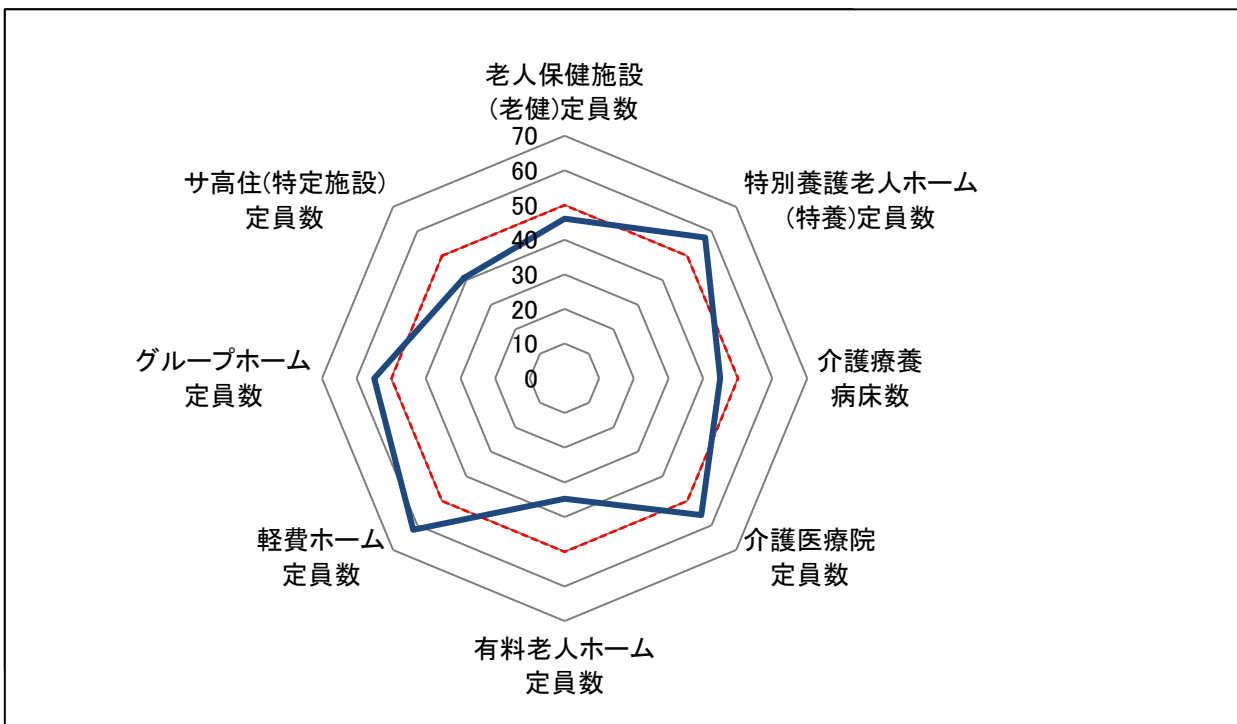 老人保健施設
(老健)定員数
特別養護老人ホーム
(特養)定員数
介護療養
病床数
介護医療院
定員数
有料老人ホーム
定員数
軽費ホーム
定員数
グループホーム
定員数
サ高住(特定施設)
定員数
70
60
50
40
30
20
10
0